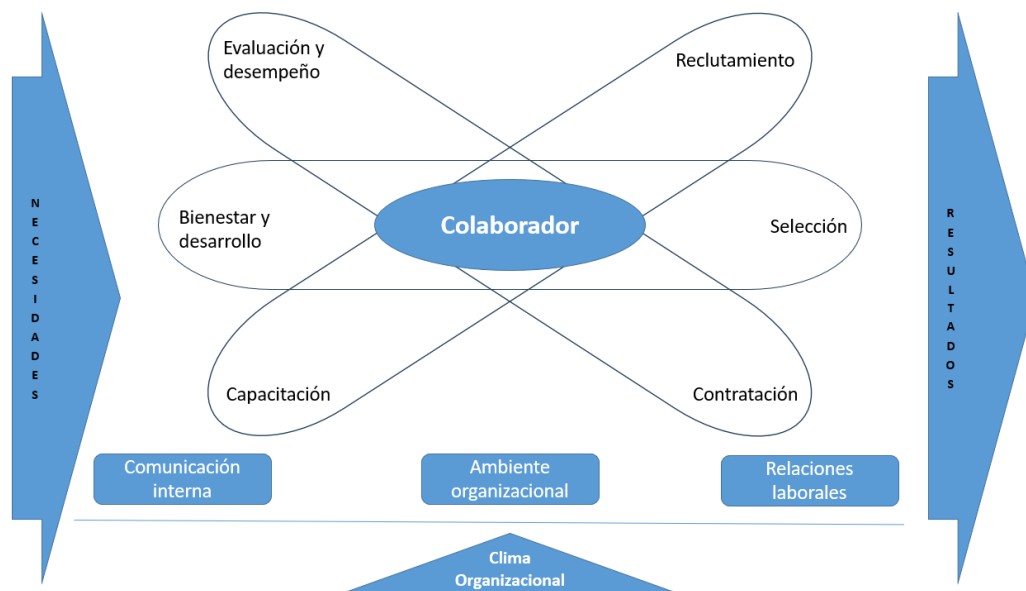 Evaluación y
desempeño
Reclutamiento
NECESIDADES
Bienestar y
desarrollo
Colaborador
Selección
RESULTADOS
Capacitación
Contratación
Comunicación
interna
Ambiente
organizacional
Relaciones
laborales
Clima
Organizacional